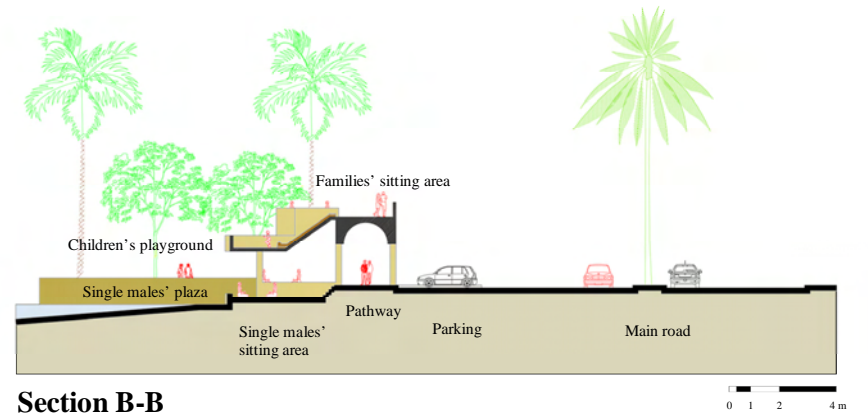 Families’ sitting area
Children’s playground
Single males’ plaza
Pathway
Single males’
sitting area
Parking
Main road
Section B-B
0 1 2 4 m